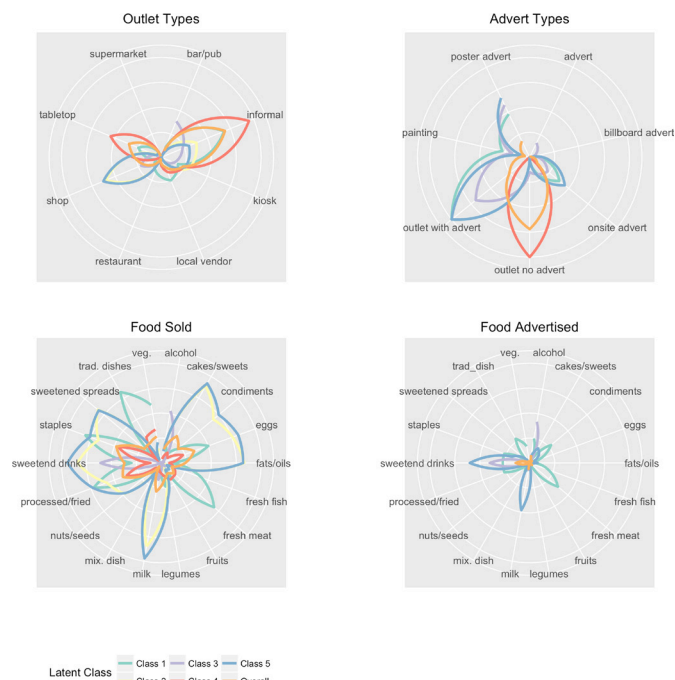 Outlet Types
Advert Types
supermarket bar/pub
tabletop informal
shop kiosk
restaurant local vendor
poster advert advert
painting billboard advert
outlet with advert onsite advert
outlet no advert
Food Sold
Food Advertised
veg. alcohol
trad. dishes cakes/sweets
sweetened spreads condiments
staples eggs
sweetend drinks fats/oils
processed/fried fresh fish
nuts/seeds fresh meat
mix. dish fruits
milk legumes
veg. alcohol
trad_dish cakes/sweets
sweetened spreads condiments
staples eggs
sweetend drinks fats/oils
processed/fried fresh fish
nuts/seeds fresh meat
mix. dish fruits
milk legumes
Latent Class Class 1 Class 3 Class 5